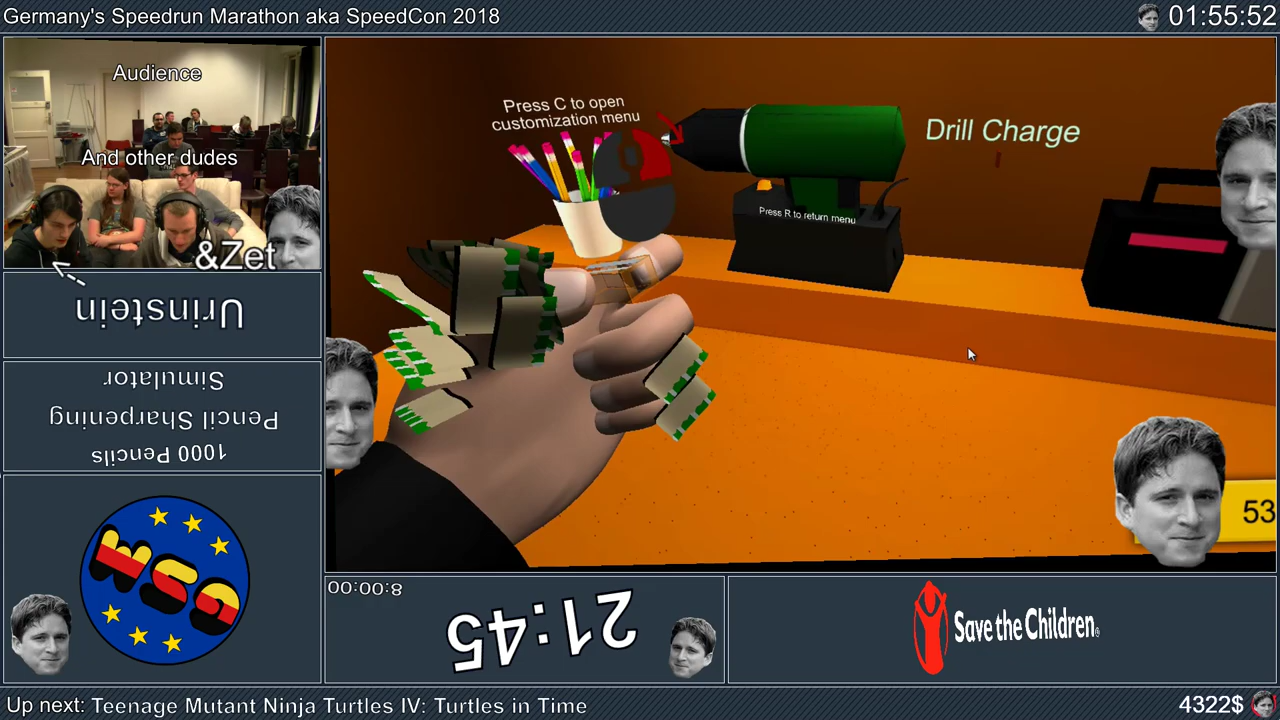 Germany's Speedrun Marathon aka SpeedCon 2018
01:55:52
Audience
And other dudes
&Zet
Urinstein
1000 Pencils
Pencil Sharpening
Simulator
GSM
Press C to open
customization menu
Drill Charge
Press R to return menu
53
8:00:00
21:45
Save the Children®
Up next: Teenage Mutant Ninja Turtles IV: Turtles in Time
4322$